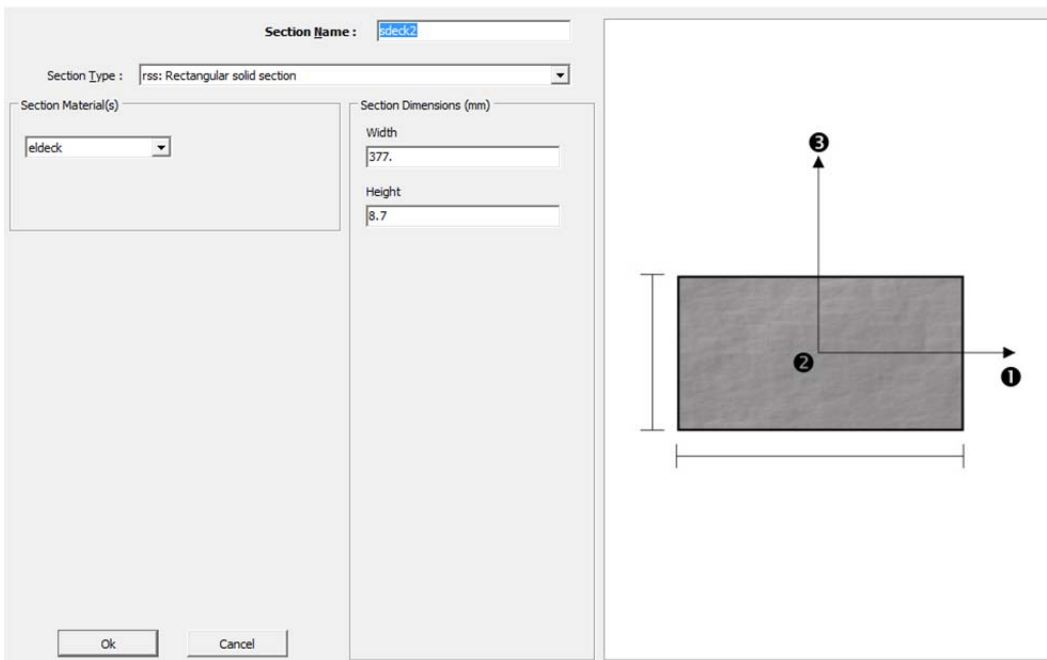 Section Name : sdeck2
Section Type : rss: Rectangular solid section
Section Material(s)
eldeck
Section Dimensions (mm)
Width
377.
Height
8.7
Ok
Cancel
3
2
1